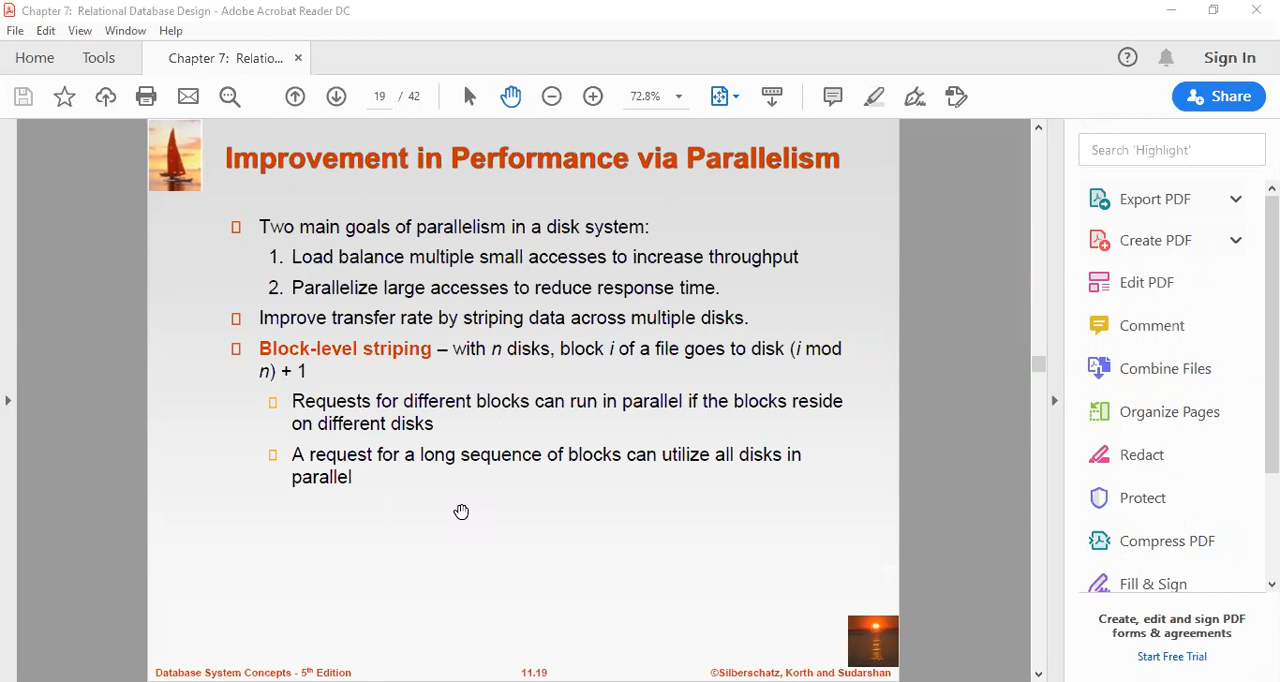 Chapter 7: Relational Database Design - Adobe Acrobat Reader DC
File Edit View Window Help
Home Tools Chapter 7: Relatio... × Sign In
19 / 42 72.8% Share
Improvement in Performance via Parallelism
Two main goals of parallelism in a disk system:
1. Load balance multiple small accesses to increase throughput
2. Parallelize large accesses to reduce response time.
Improve transfer rate by striping data across multiple disks.
Block-level striping – with n disks, block i of a file goes to disk (i mod
n) + 1
Requests for different blocks can run in parallel if the blocks reside
on different disks
A request for a long sequence of blocks can utilize all disks in
parallel
Database System Concepts - 5th Edition 11.19 ©Silberschatz, Korth and Sudarshan
Search 'Highlight'
Export PDF
Create PDF
Edit PDF
Comment
Combine Files
Organize Pages
Redact
Protect
Compress PDF
Fill & Sign
Create, edit and sign PDF
forms & agreements
Start Free Trial